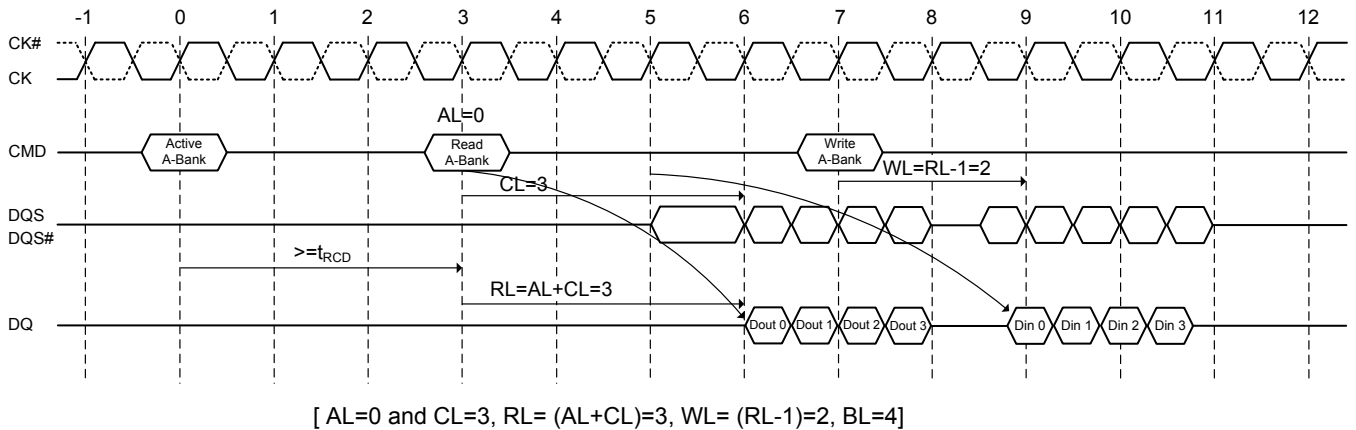 -1 0 1 2 3 4 5 6 7 8 9 10 11 12
CK#
CK
AL=0
CMD
Active
A-Bank
Read
A-Bank
Write
A-Bank
WL=RL-1=2
CL=3
DQS
DQS#
>=tRCD
RL=AL+CL=3
DQ
Dout 0 Dout 1 Dout 2 Dout 3 Din 0 Din 1 Din 2 Din 3
[ AL=0 and CL=3, RL= (AL+CL)=3, WL= (RL-1)=2, BL=4]